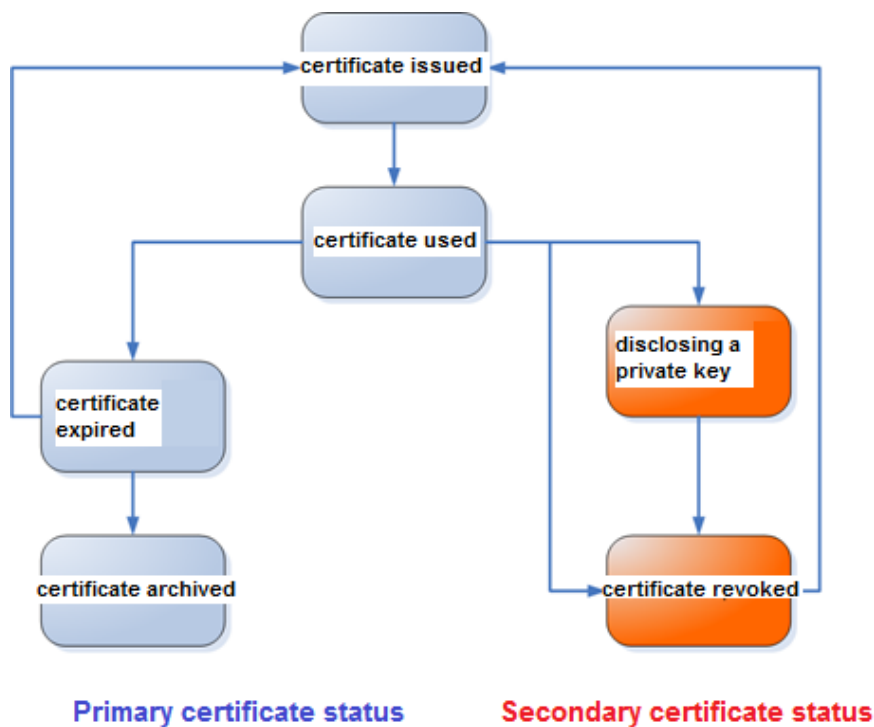 certificate issued
certificate used
disclosing a
private key
certificate
expired
certificate archived
certificate revoked
Primary certificate status
Secondary certificate status